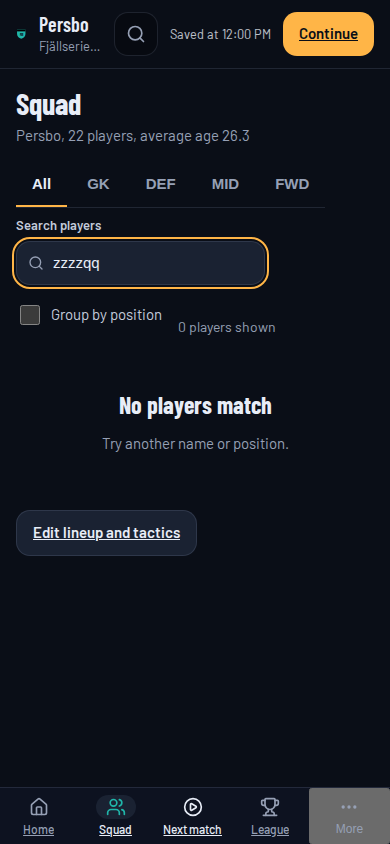 Persbo
Fjällserie...
Saved at 12:00 PM
Continue
Squad
Persbo, 22 players, average age 26.3
All GK DEF MID FWD
Search players
zzzzqq
Group by position
0 players shown
No players match
Try another name or position.
Edit lineup and tactics
Home Squad Next match League More